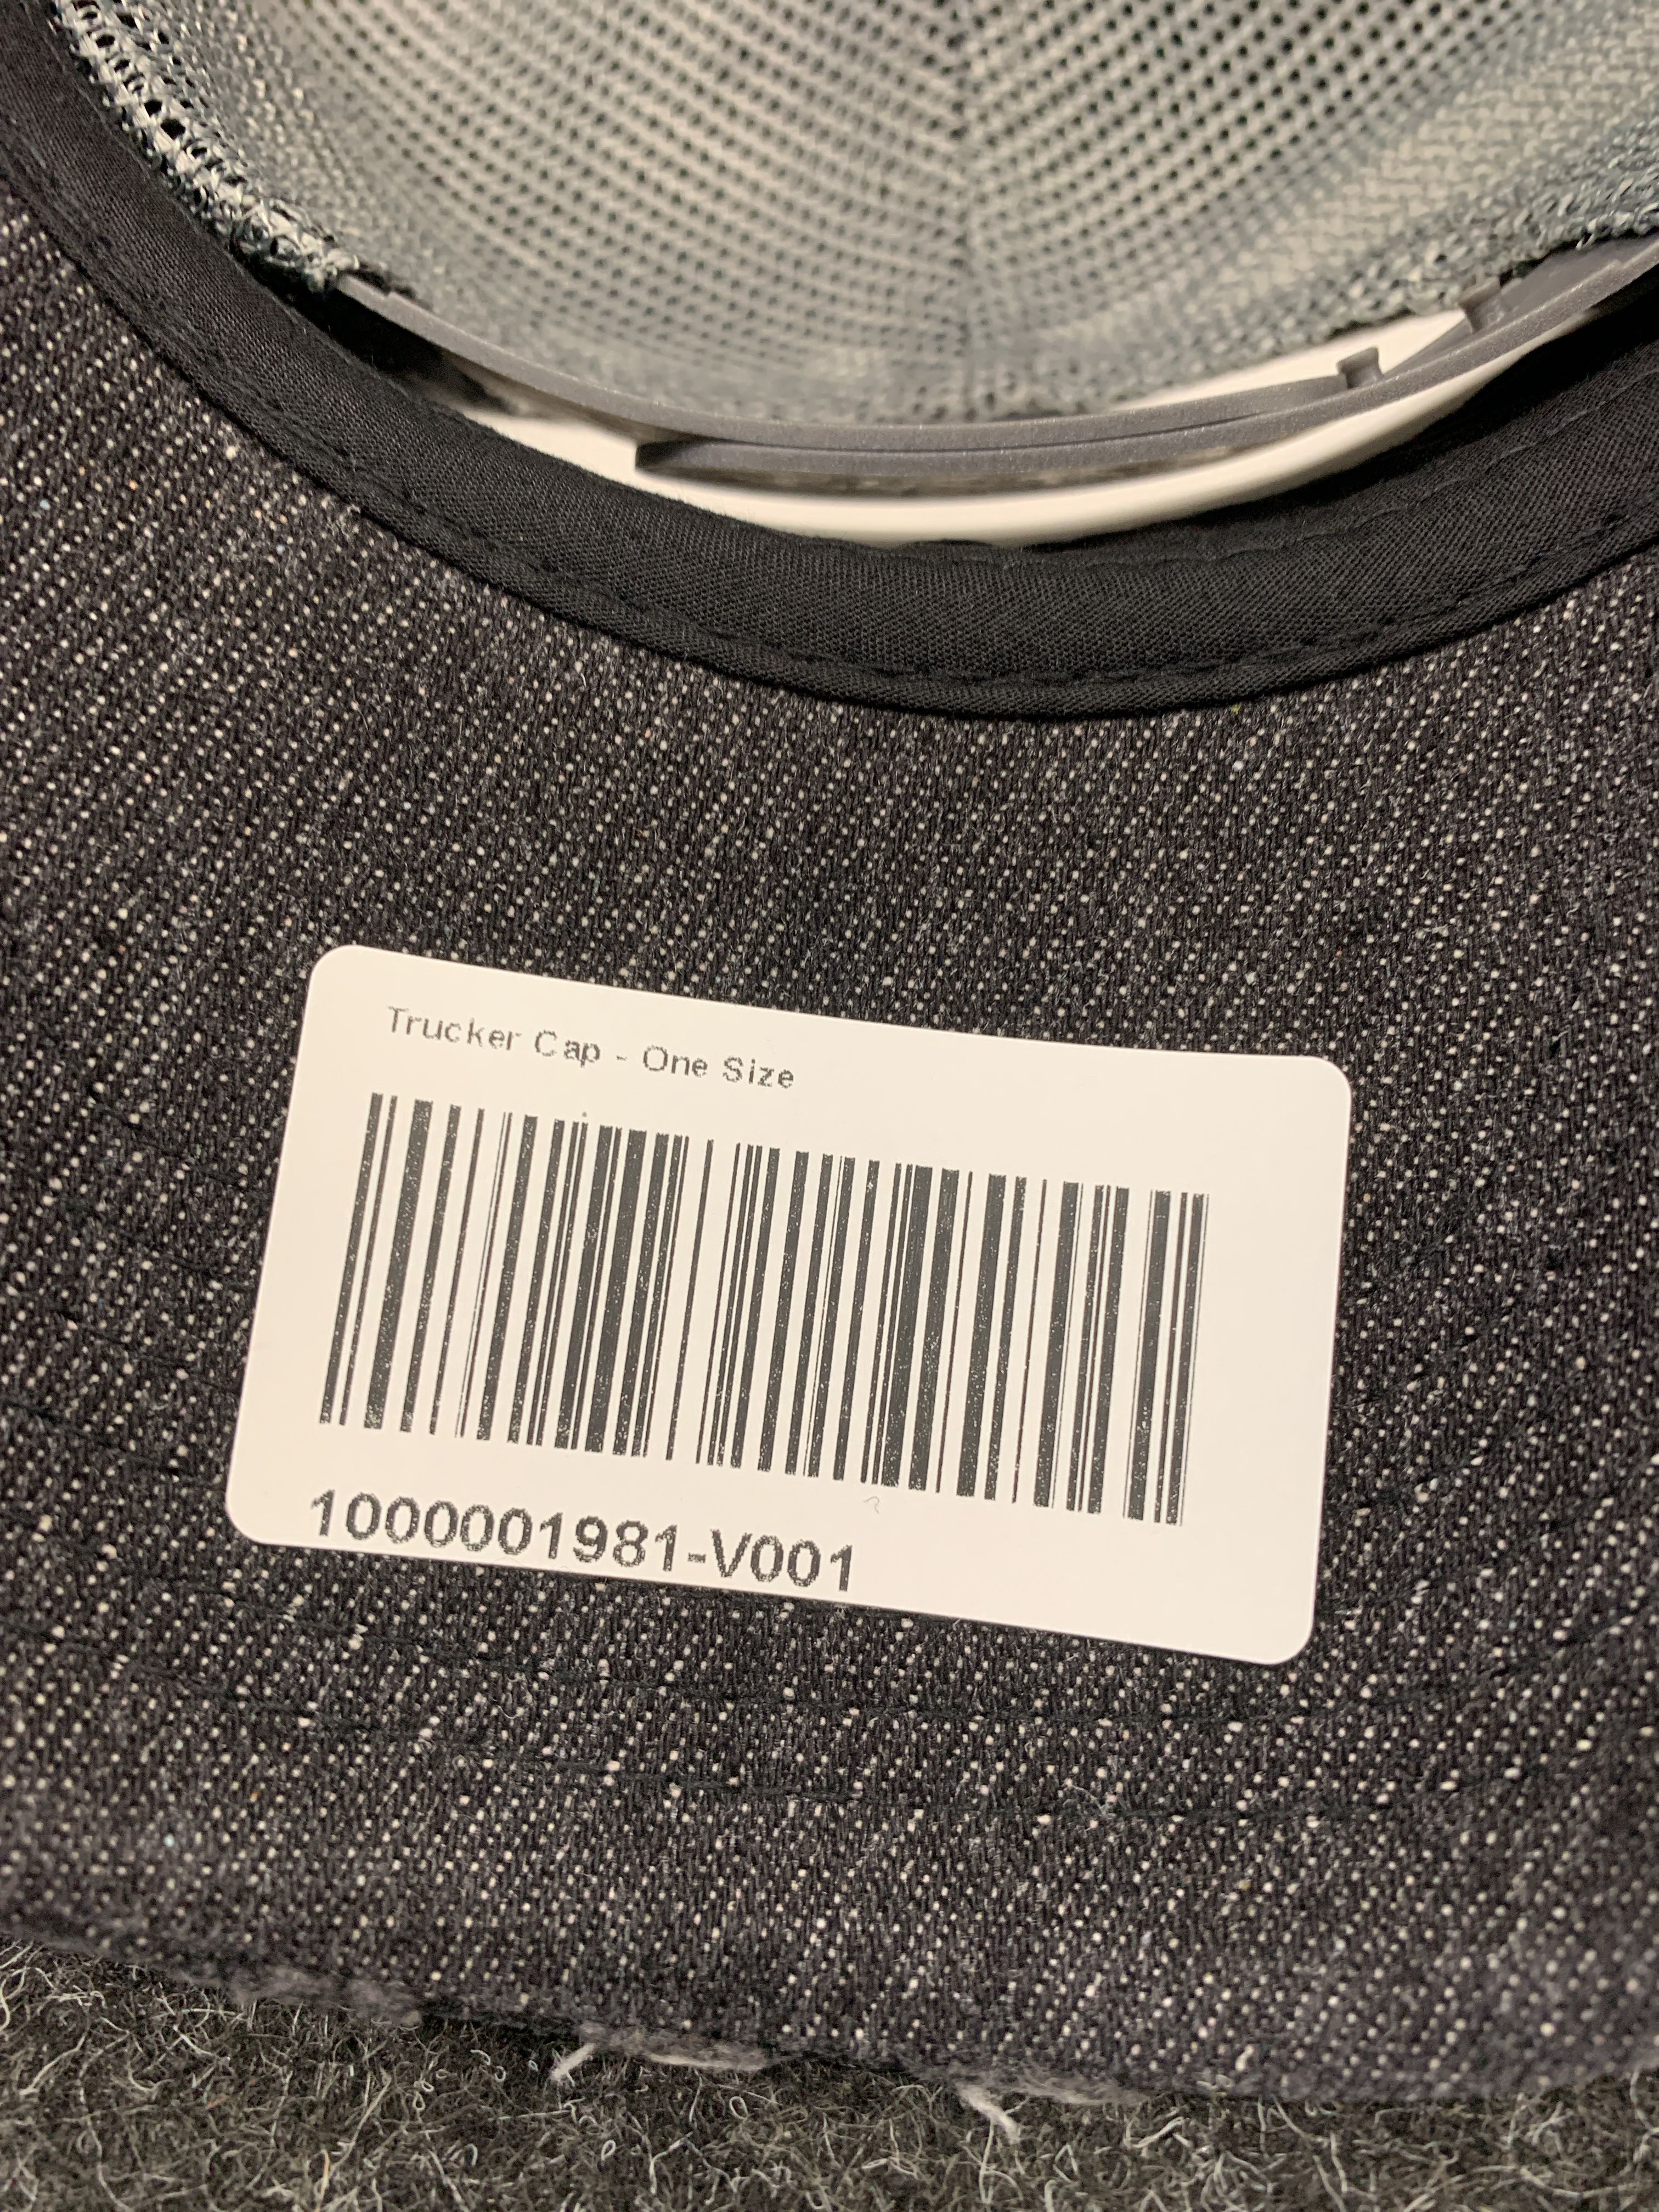 Trucker Cap - One Size
1000001981-V001